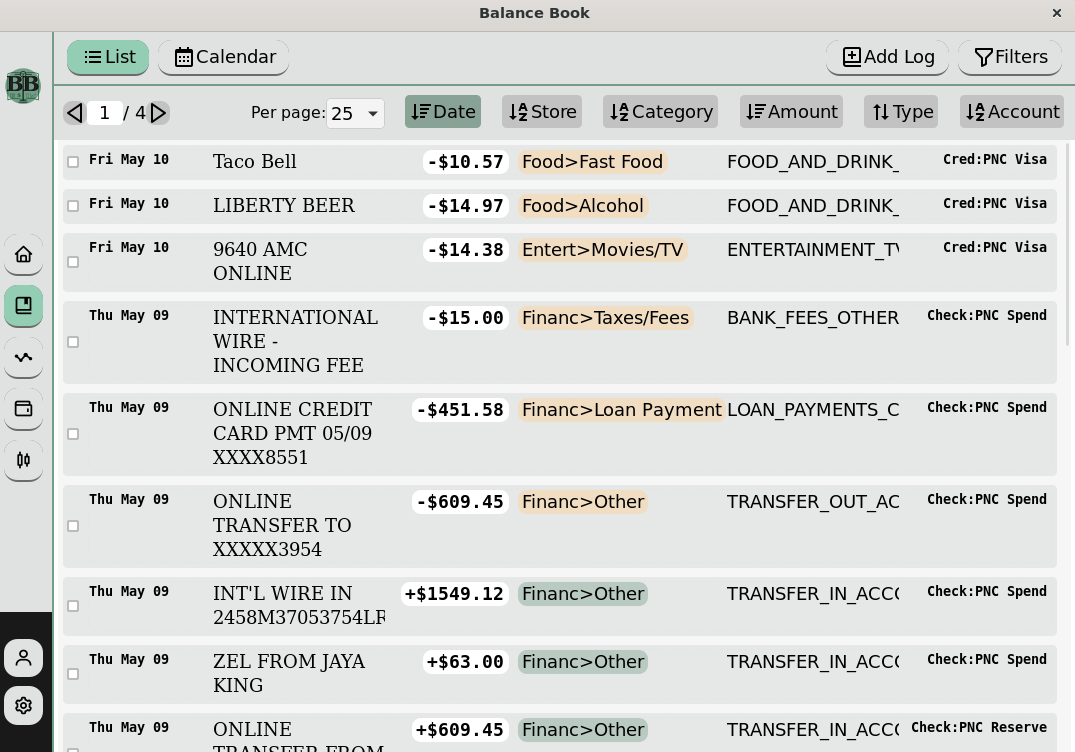 Balance Book
List
Calendar
Add Log
Filters
BB
1 / 4
Per page: 25
Date
Store
Category
Amount
Type
Account
Fri May 10
Taco Bell
-$10.57
Food>Fast Food
FOOD_AND_DRINK_
Cred:PNC Visa
Fri May 10
LIBERTY BEER
-$14.97
Food>Alcohol
FOOD_AND_DRINK_
Cred:PNC Visa
Fri May 10
9640 AMC
ONLINE
-$14.38
Entert>Movies/TV
ENTERTAINMENT_TV
Cred:PNC Visa
Thu May 09
INTERNATIONAL
WIRE -
INCOMING FEE
-$15.00
Financ>Taxes/Fees
BANK_FEES_OTHER
Check:PNC Spend
Thu May 09
ONLINE CREDIT
CARD PMT 05/09
XXXX8551
-$451.58
Financ>Loan Payment
LOAN_PAYMENTS_C
Check:PNC Spend
Thu May 09
ONLINE
TRANSFER TO
XXXXX3954
-$609.45
Financ>Other
TRANSFER_OUT_AC
Check:PNC Spend
Thu May 09
INT'L WIRE IN
2458M37053754LF
+$1549.12
Financ>Other
TRANSFER_IN_ACC
Check:PNC Spend
Thu May 09
ZEL FROM JAYA
KING
+$63.00
Financ>Other
TRANSFER_IN_ACC
Check:PNC Spend
Thu May 09
ONLINE
TRANSFER FROM
+$609.45
Financ>Other
TRANSFER_IN_ACC
Check:PNC Reserve